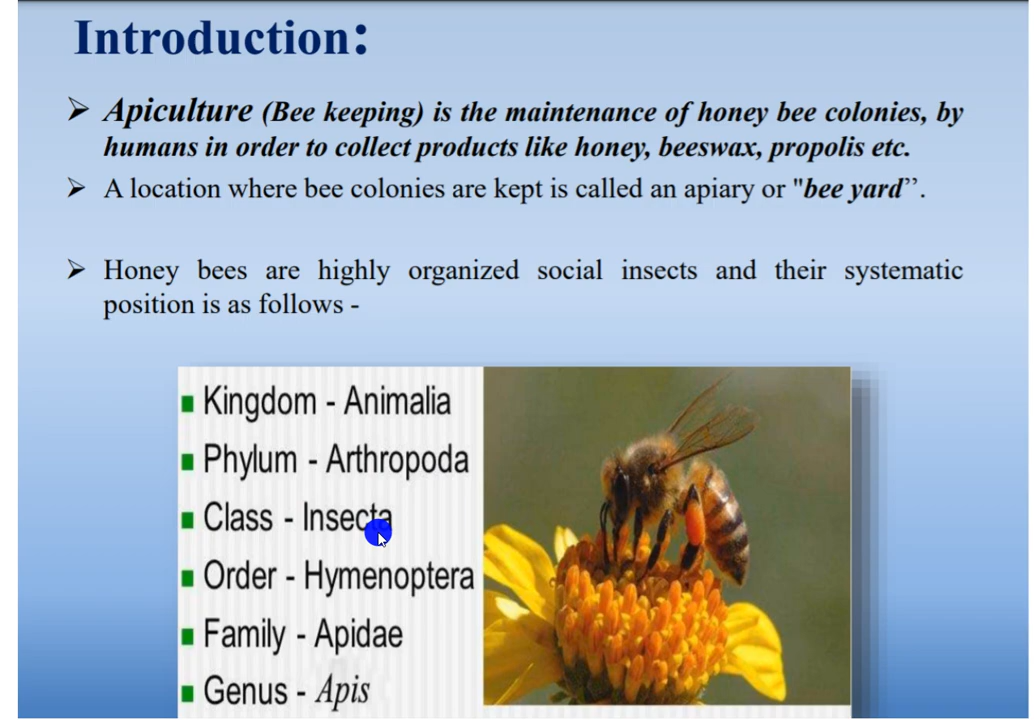 Introduction:
➢ Apiculture (Bee keeping) is the maintenance of honey bee colonies, by
humans in order to collect products like honey, beeswax, propolis etc.
➢ A location where bee colonies are kept is called an apiary or "bee yard”.
➢ Honey bees are highly organized social insects and their systematic
position is as follows -
■ Kingdom - Animalia
■ Phylum - Arthropoda
■ Class - Insecta
■ Order - Hymenoptera
■ Family - Apidae
■ Genus - Apis